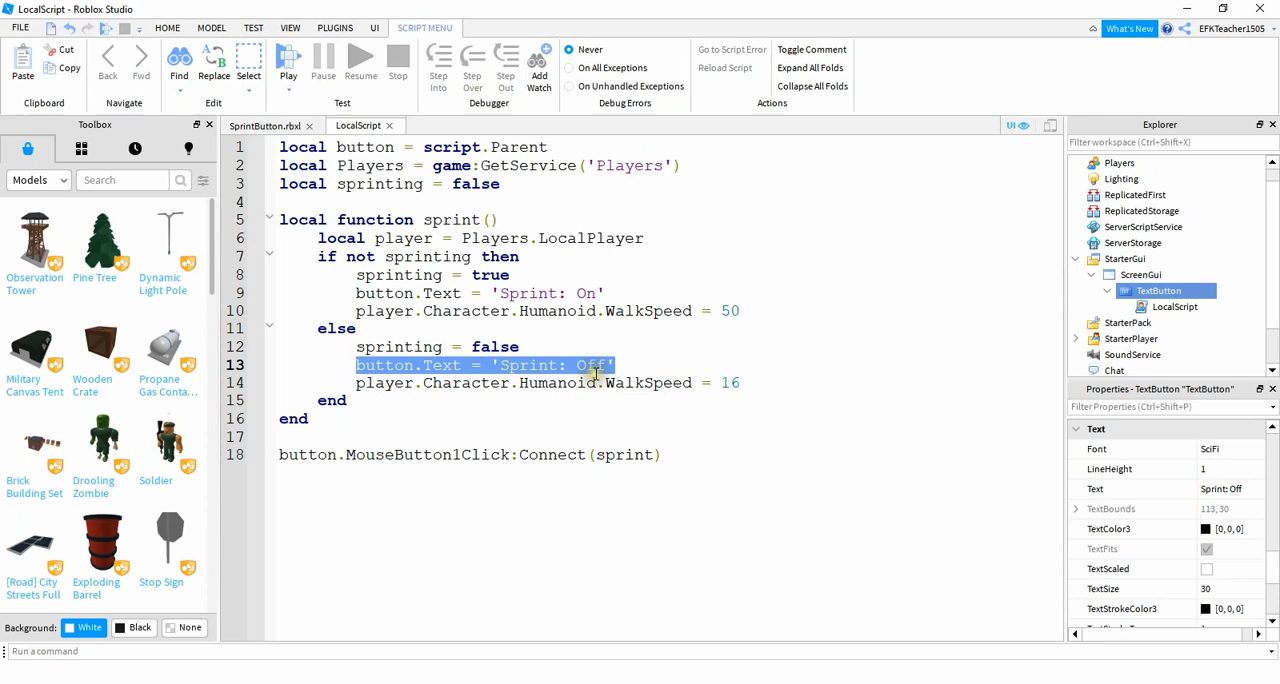 LocalScript - Roblox Studio
FILE HOME MODEL TEST VIEW PLUGINS UI SCRIPT MENU What's New EFKTeacher1505
Paste Cut Copy Clipboard
Back Fwd Navigate
Find Replace Select Edit
Play Pause Resume Stop Test
Step Into Step Over Step Out Add Watch Debugger
Never
On All Exceptions
On Unhandled Exceptions
Debug Errors
Go to Script Error Toggle Comment
Reload Script Expand All Folds
Collapse All Folds
Actions
Toolbox
Models Search
Observation Tower
Pine Tree
Dynamic Light Pole
Military Canvas Tent
Wooden Crate
Propane Gas Conta...
Brick Building Set
Drooling Zombie
Soldier
[Road] City Streets Full
Exploding Barrel
Stop Sign
Background: White Black None
SprintButton.rbxl LocalScript UI
1 local button = script.Parent
2 local Players = game:GetService('Players')
3 local sprinting = false
4
5 local function sprint()
6 local player = Players.LocalPlayer
7 if not sprinting then
8 sprinting = true
9 button.Text = 'Sprint: On'
10 player.Character.Humanoid.WalkSpeed = 50
11 else
12 sprinting = false
13 button.Text = 'Sprint: Off'
14 player.Character.Humanoid.WalkSpeed = 16
15 end
16 end
17
18 button.MouseButton1Click:Connect(sprint)
Explorer
Filter workspace (Ctrl+Shift+X)
Players
Lighting
ReplicatedFirst
ReplicatedStorage
ServerScriptService
ServerStorage
StarterGui
ScreenGui
TextButton
LocalScript
StarterPack
StarterPlayer
SoundService
Chat
Properties - TextButton "TextButton"
Filter Properties (Ctrl+Shift+P)
Text
Font SciFi
LineHeight 1
Text Sprint: Off
TextBounds 113, 30
TextColor3 [0, 0, 0]
TextFits
TextScaled
TextSize 30
TextStrokeColor3 [0, 0, 0]
Run a command